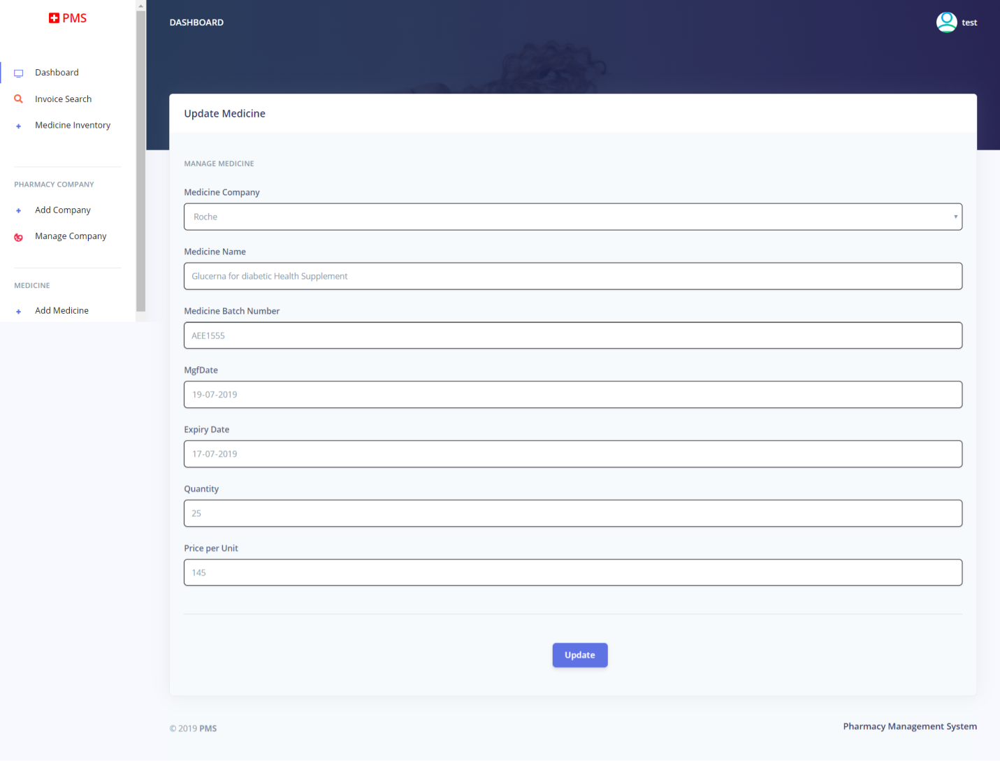 PMS
Dashboard
Invoice Search
Medicine Inventory
PHARMACY COMPANY
Add Company
Manage Company
MEDICINE
Add Medicine
DASHBOARD
test
Update Medicine
MANAGE MEDICINE
Medicine Company
Roche
Medicine Name
Glucerna for diabetic Health Supplement
Medicine Batch Number
AEE1555
MgfDate
19-07-2019
Expiry Date
17-07-2019
Quantity
25
Price per Unit
145
Update
© 2019 PMS
Pharmacy Management System